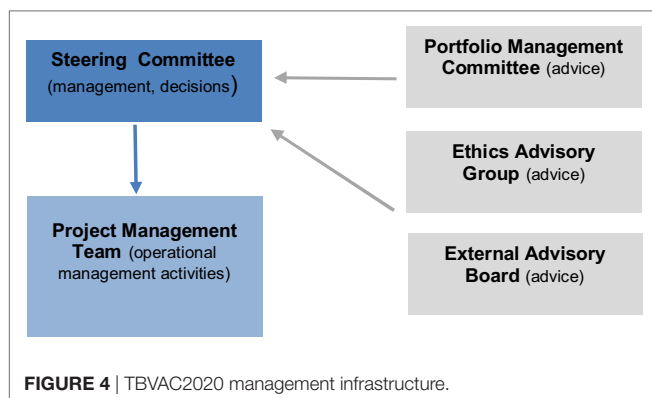 Steering Committee
(management, decisions)
Project Management
Team (operational
management activities)
Portfolio Management
Committee (advice)
Ethics Advisory
Group (advice)
External Advisory
Board (advice)
FIGURE 4 | TBVAC2020 management infrastructure.